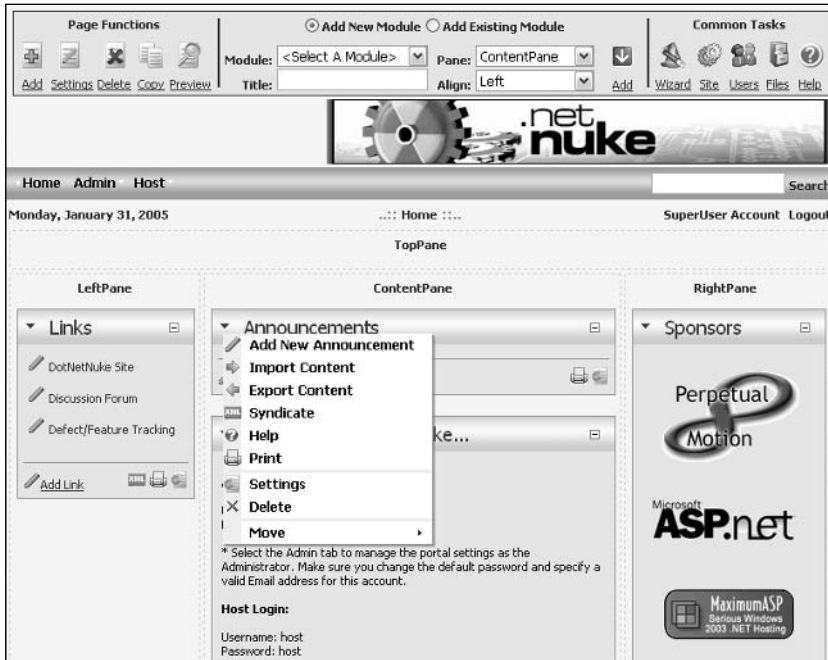 Page Functions
Add Settings Delete Copy Preview
Add New Module Add Existing Module
Module: <Select A Module> Pane: ContentPane
Title: Align: Left Add
Common Tasks
Wizard Site Users Files Help
.net
nuke
Home Admin Host
Search
Monday, January 31, 2005 ..:: Home ::.. SuperUser Account Logout
TopPane
LeftPane ContentPane RightPane
Links
DotNetNuke Site
Discussion Forum
Defect/Feature Tracking
Add Link
XML
Announcements
Add New Announcement
Import Content
Export Content
XML Syndicate
Help
Print
Settings
Delete
Move
ke...
* Select the Admin tab to manage the portal settings as the
Administrator. Make sure you change the default password and specify a
valid Email address for this account.
Host Login:
Username: host
Password: host
Sponsors
Perpetual
Motion
Microsoft
ASP.net
MaximumASP
Serious Windows
2003 .NET Hosting